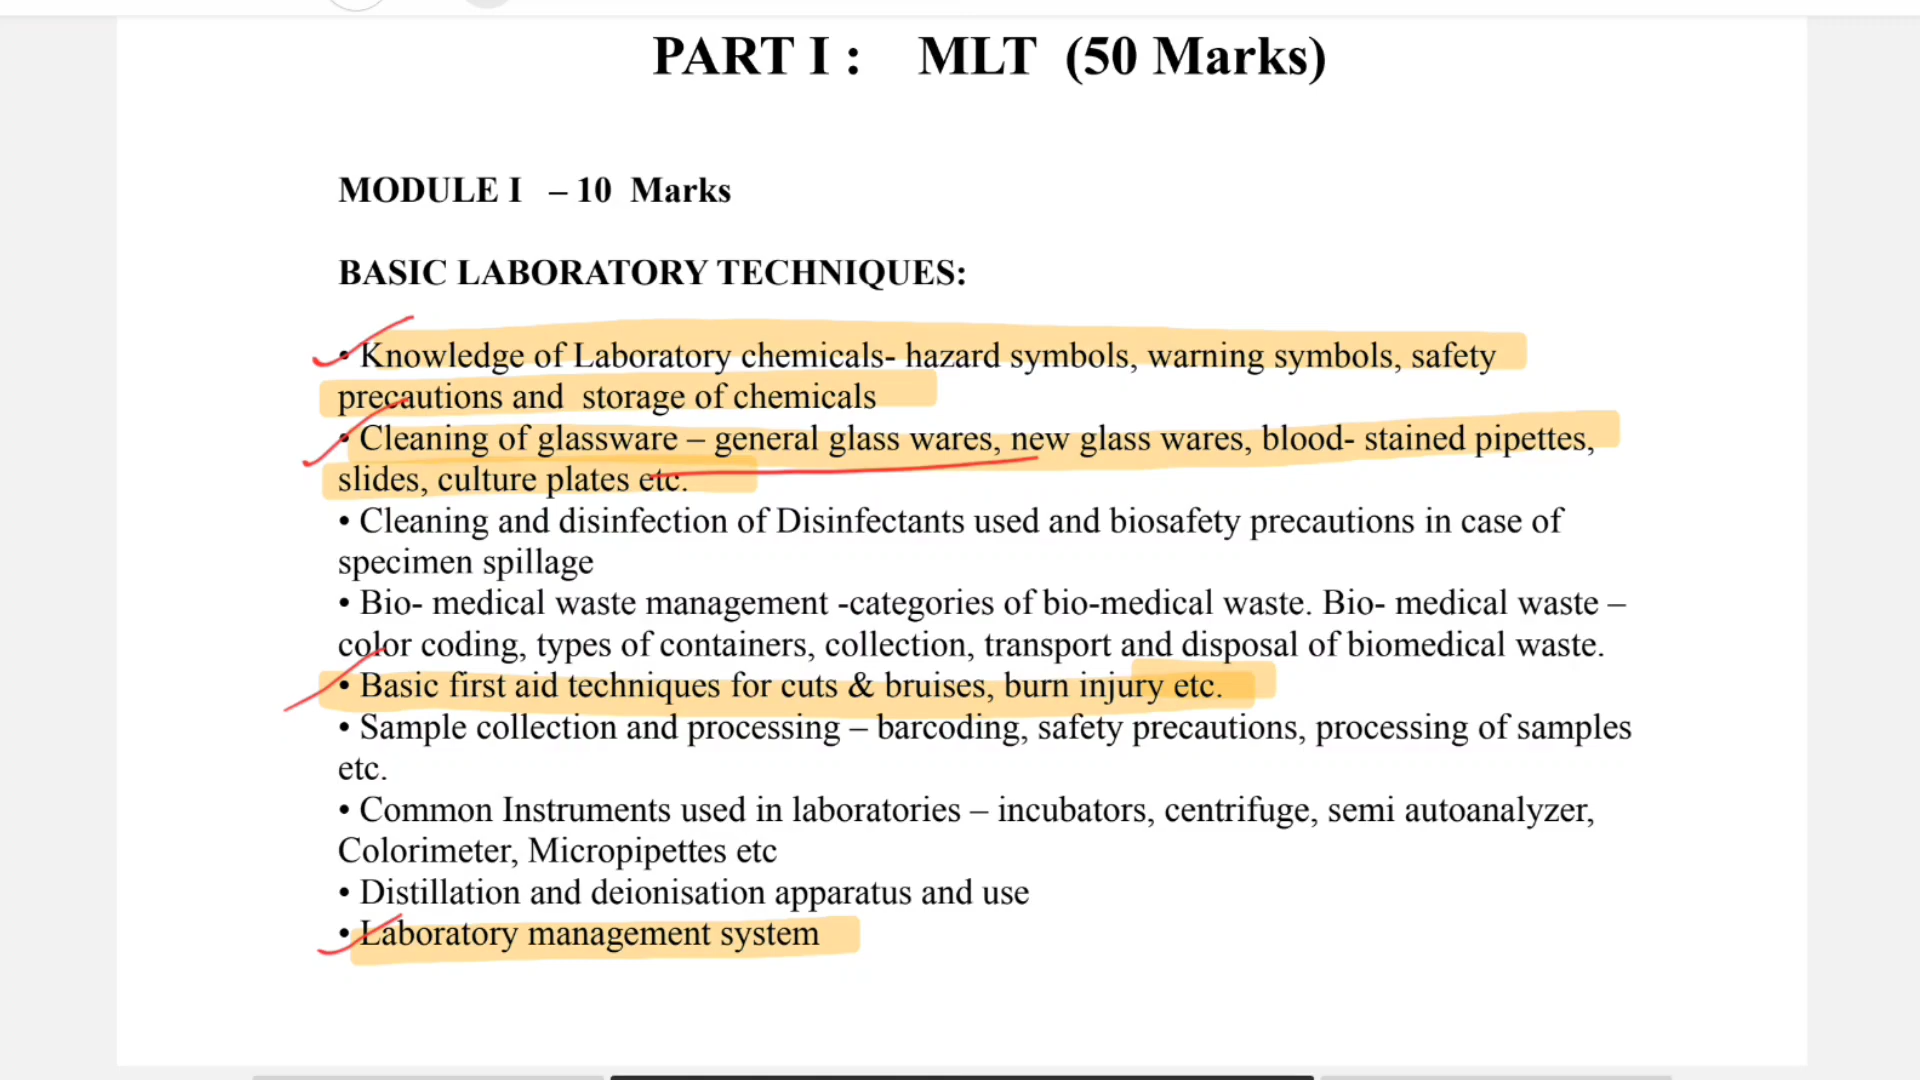 PART I :    MLT  (50 Marks)
MODULE I   – 10  Marks
BASIC LABORATORY TECHNIQUES:
• Knowledge of Laboratory chemicals- hazard symbols, warning symbols, safety
precautions and  storage of chemicals
• Cleaning of glassware – general glass wares, new glass wares, blood- stained pipettes,
slides, culture plates etc.
• Cleaning and disinfection of Disinfectants used and biosafety precautions in case of
specimen spillage
• Bio- medical waste management -categories of bio-medical waste. Bio- medical waste –
color coding, types of containers, collection, transport and disposal of biomedical waste.
• Basic first aid techniques for cuts & bruises, burn injury etc.
• Sample collection and processing – barcoding, safety precautions, processing of samples
etc.
• Common Instruments used in laboratories – incubators, centrifuge, semi autoanalyzer,
Colorimeter, Micropipettes etc
• Distillation and deionisation apparatus and use
• Laboratory management system